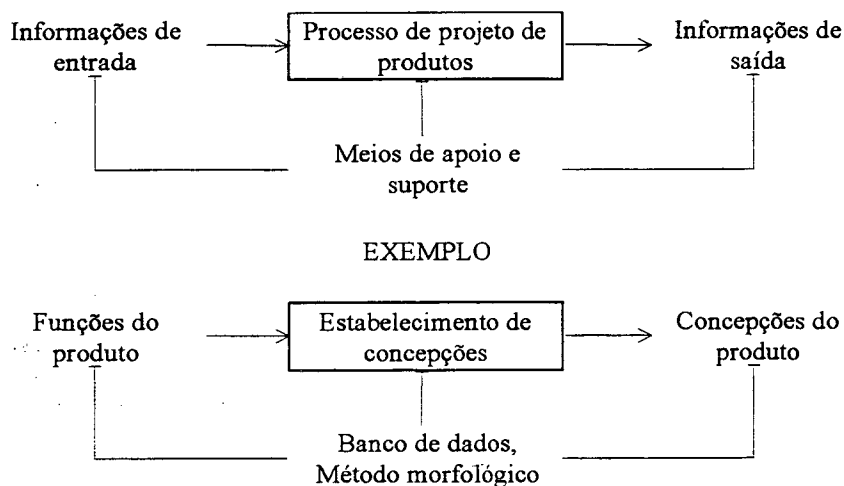 Informações de
entrada
Processo de projeto de
produtos
Informações de
saída
Meios de apoio e
suporte
EXEMPLO
Funções do
produto
Estabelecimento de
concepções
Concepções do
produto
Banco de dados,
Método morfológico